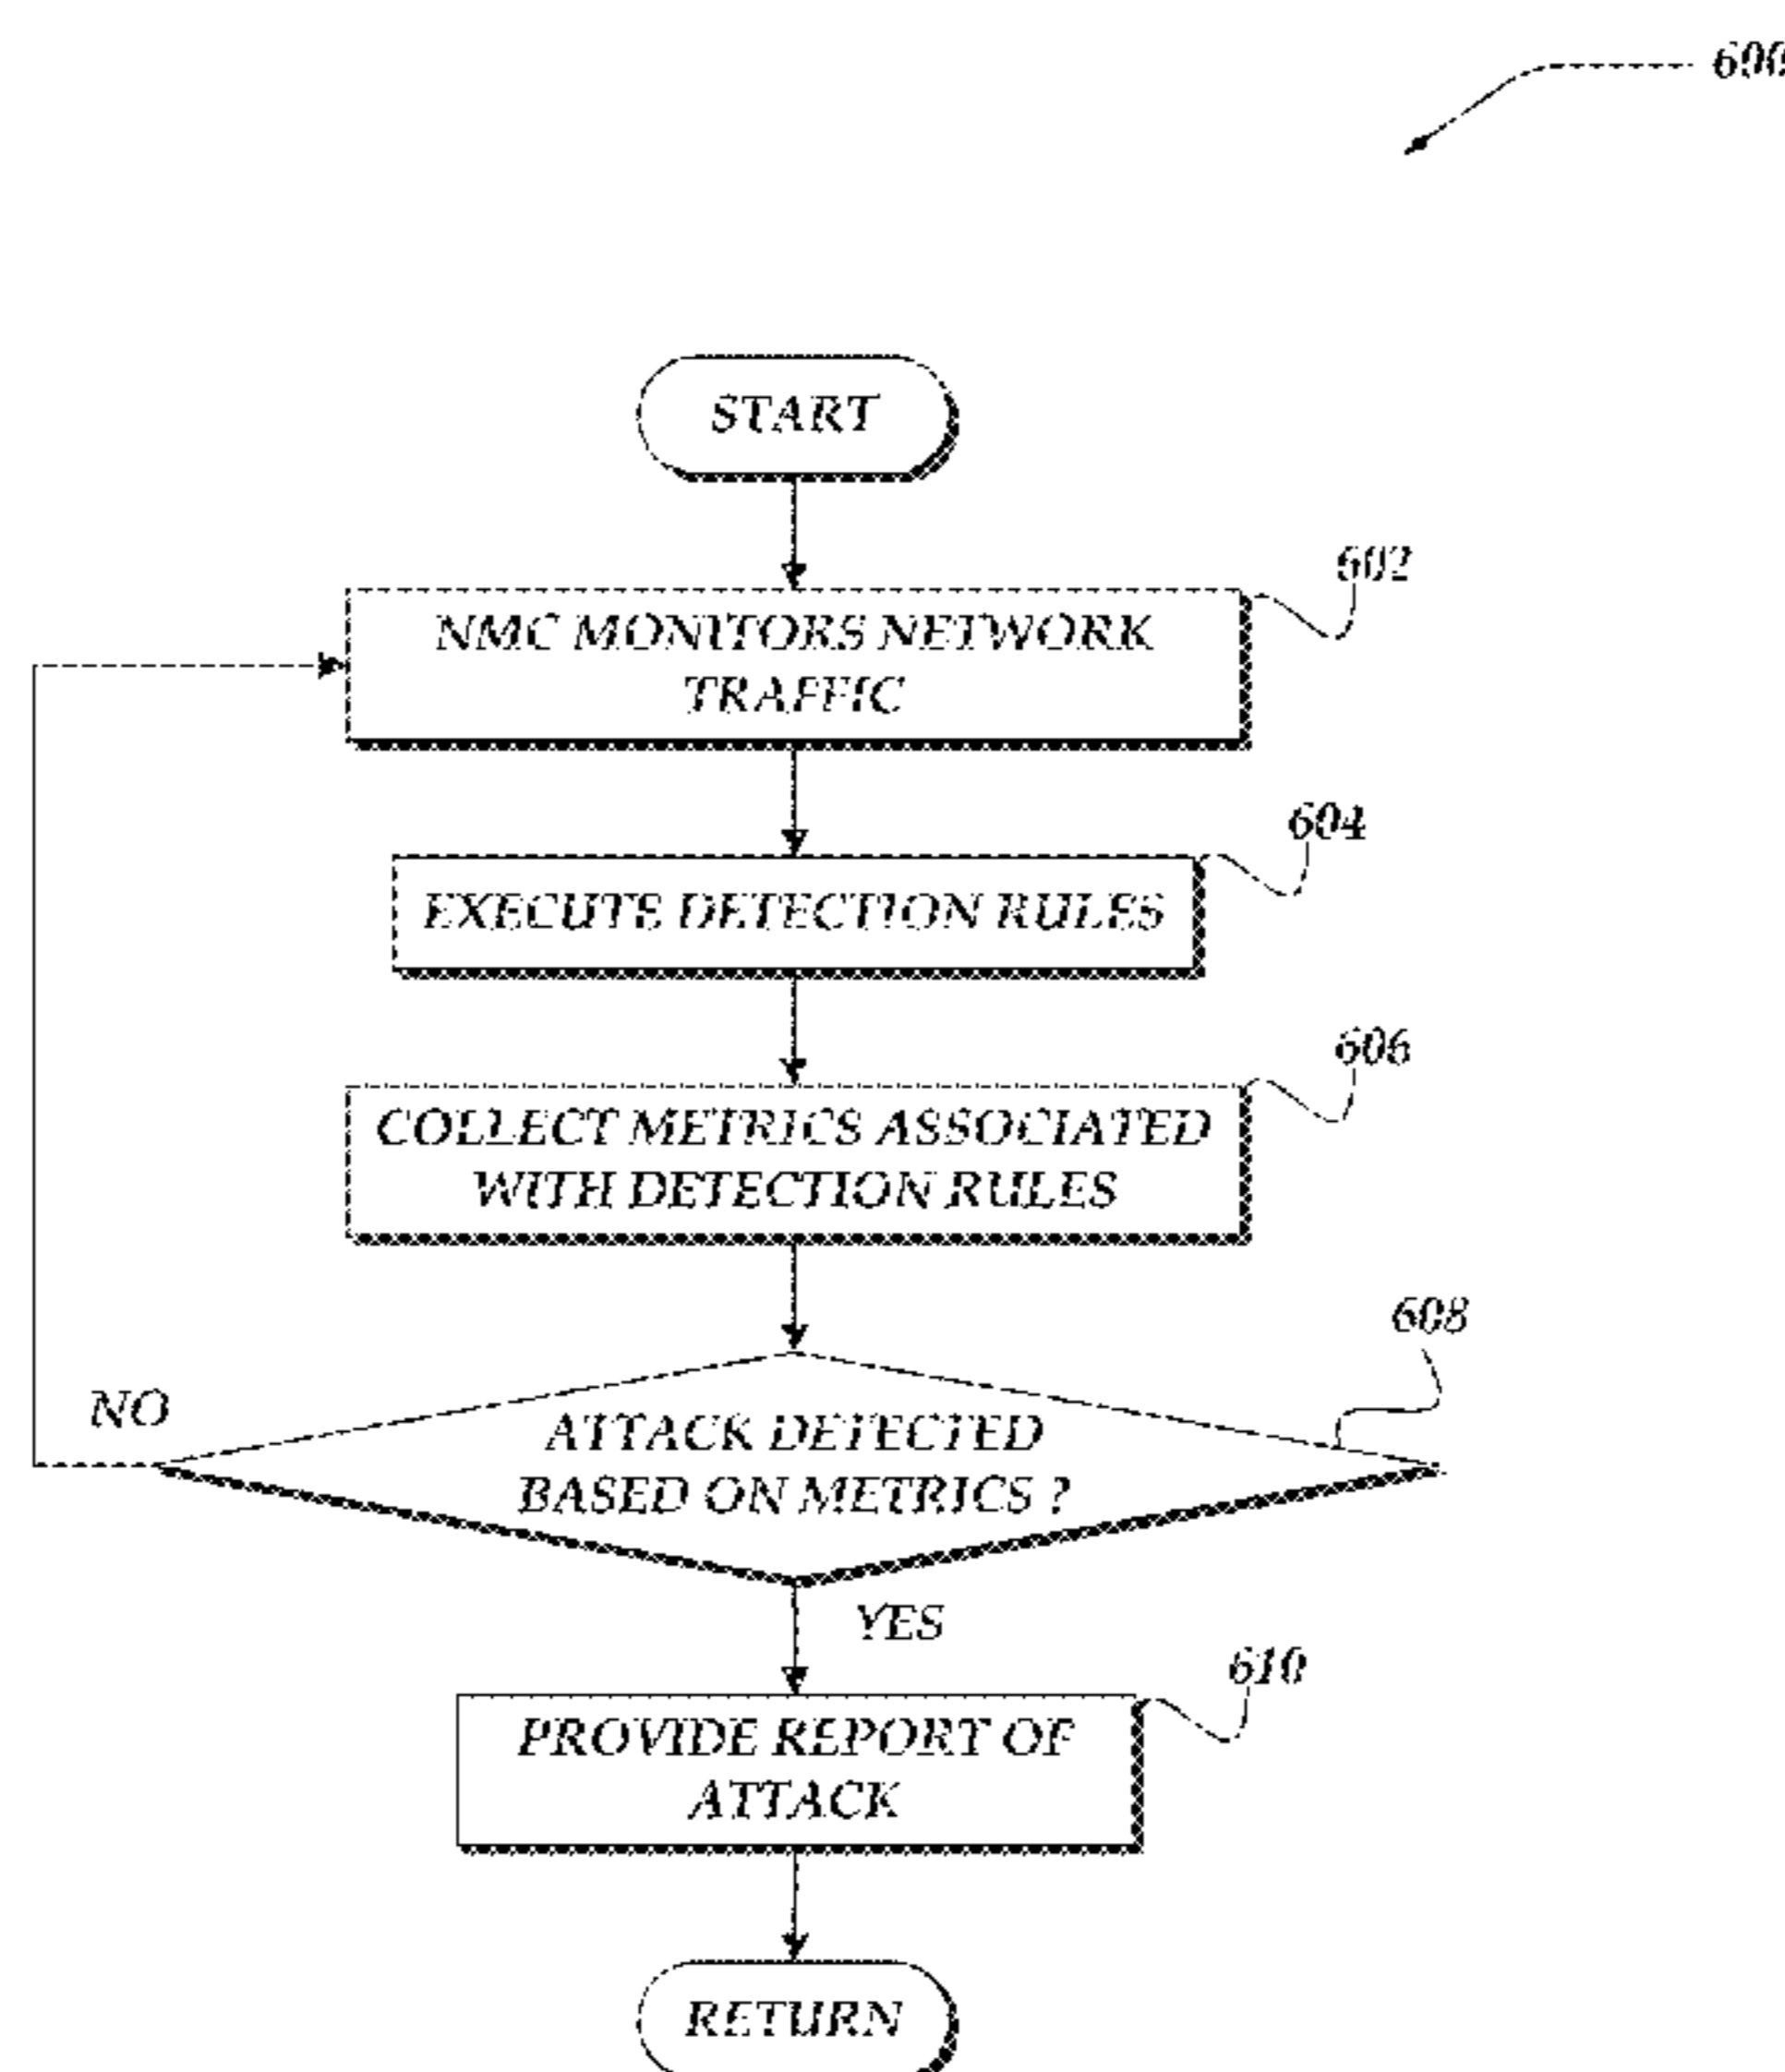 600
START
602
NMC MONITORS NETWORK
TRAFFIC
604
EXECUTE DETECTION RULES
606
COLLECT METRICS ASSOCIATED
WITH DETECTION RULES
608
NO
ATTACK DETECTED
BASED ON METRICS ?
YES
610
PROVIDE REPORT OF
ATTACK
RETURN